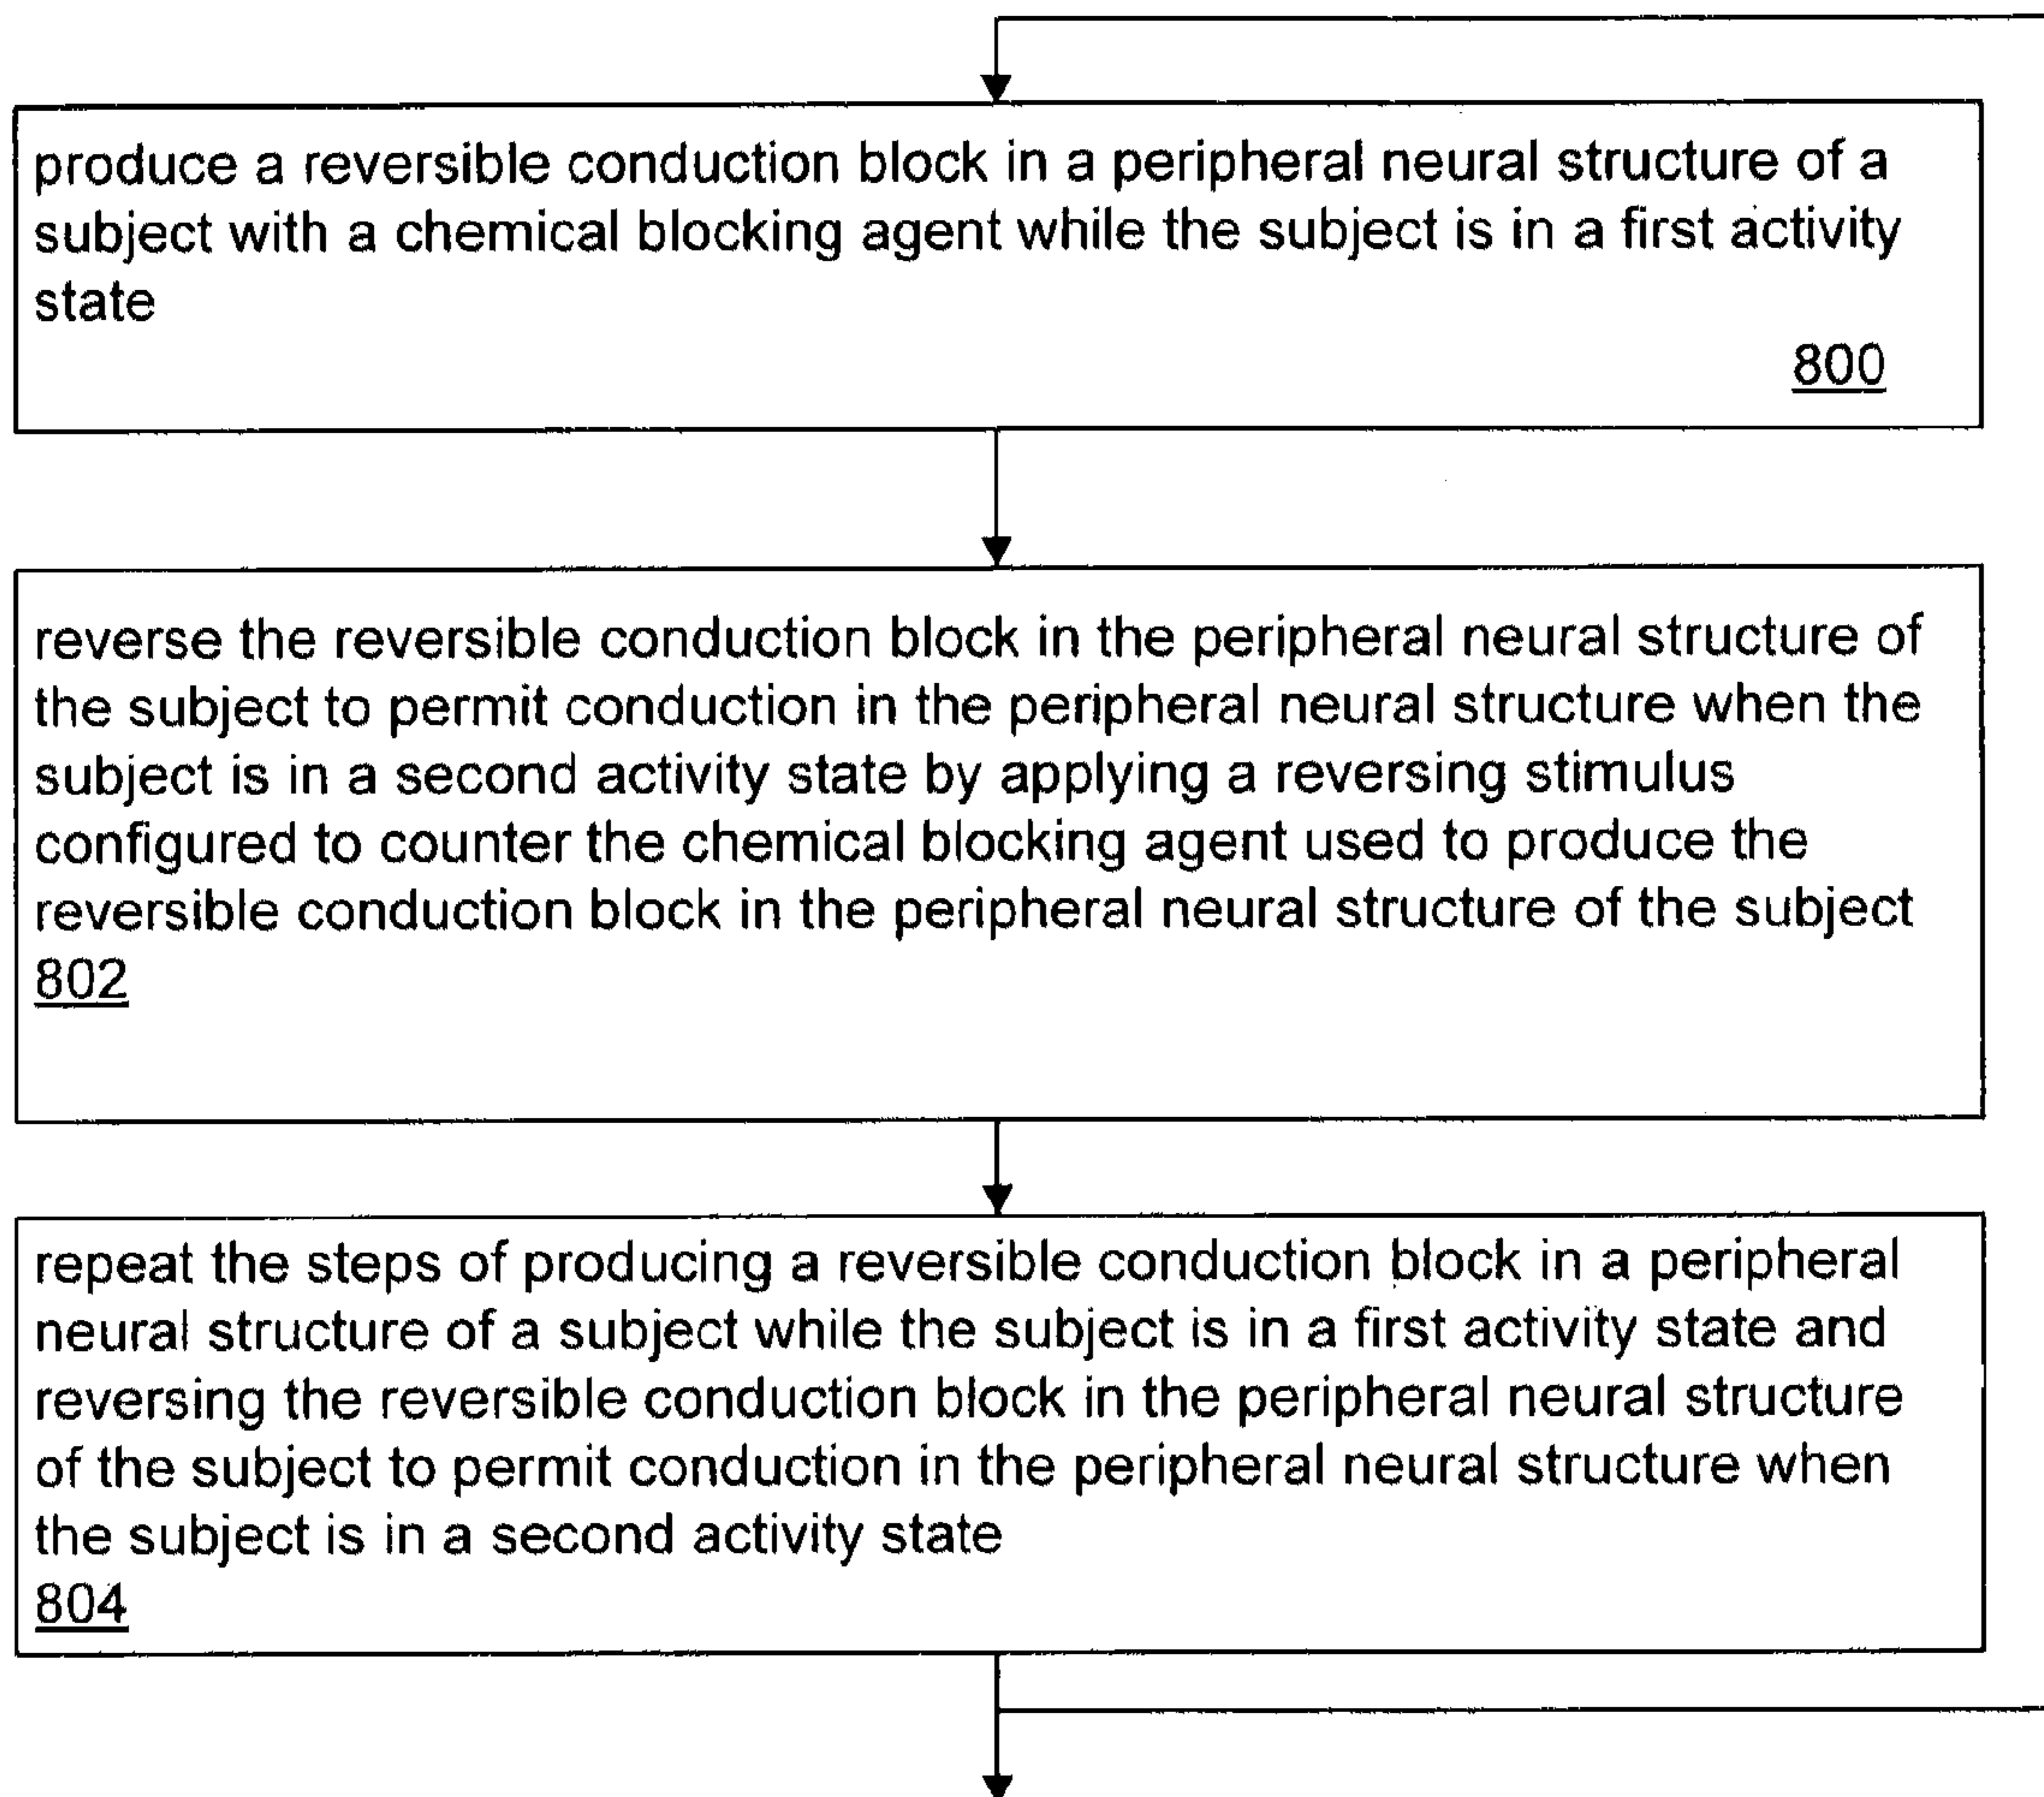 produce a reversible conduction block in a peripheral neural structure of a
subject with a chemical blocking agent while the subject is in a first activity
state
800
reverse the reversible conduction block in the peripheral neural structure of
the subject to permit conduction in the peripheral neural structure when the
subject is in a second activity state by applying a reversing stimulus
configured to counter the chemical blocking agent used to produce the
reversible conduction block in the peripheral neural structure of the subject
802
repeat the steps of producing a reversible conduction block in a peripheral
neural structure of a subject while the subject is in a first activity state and
reversing the reversible conduction block in the peripheral neural structure
of the subject to permit conduction in the peripheral neural structure when
the subject is in a second activity state
804